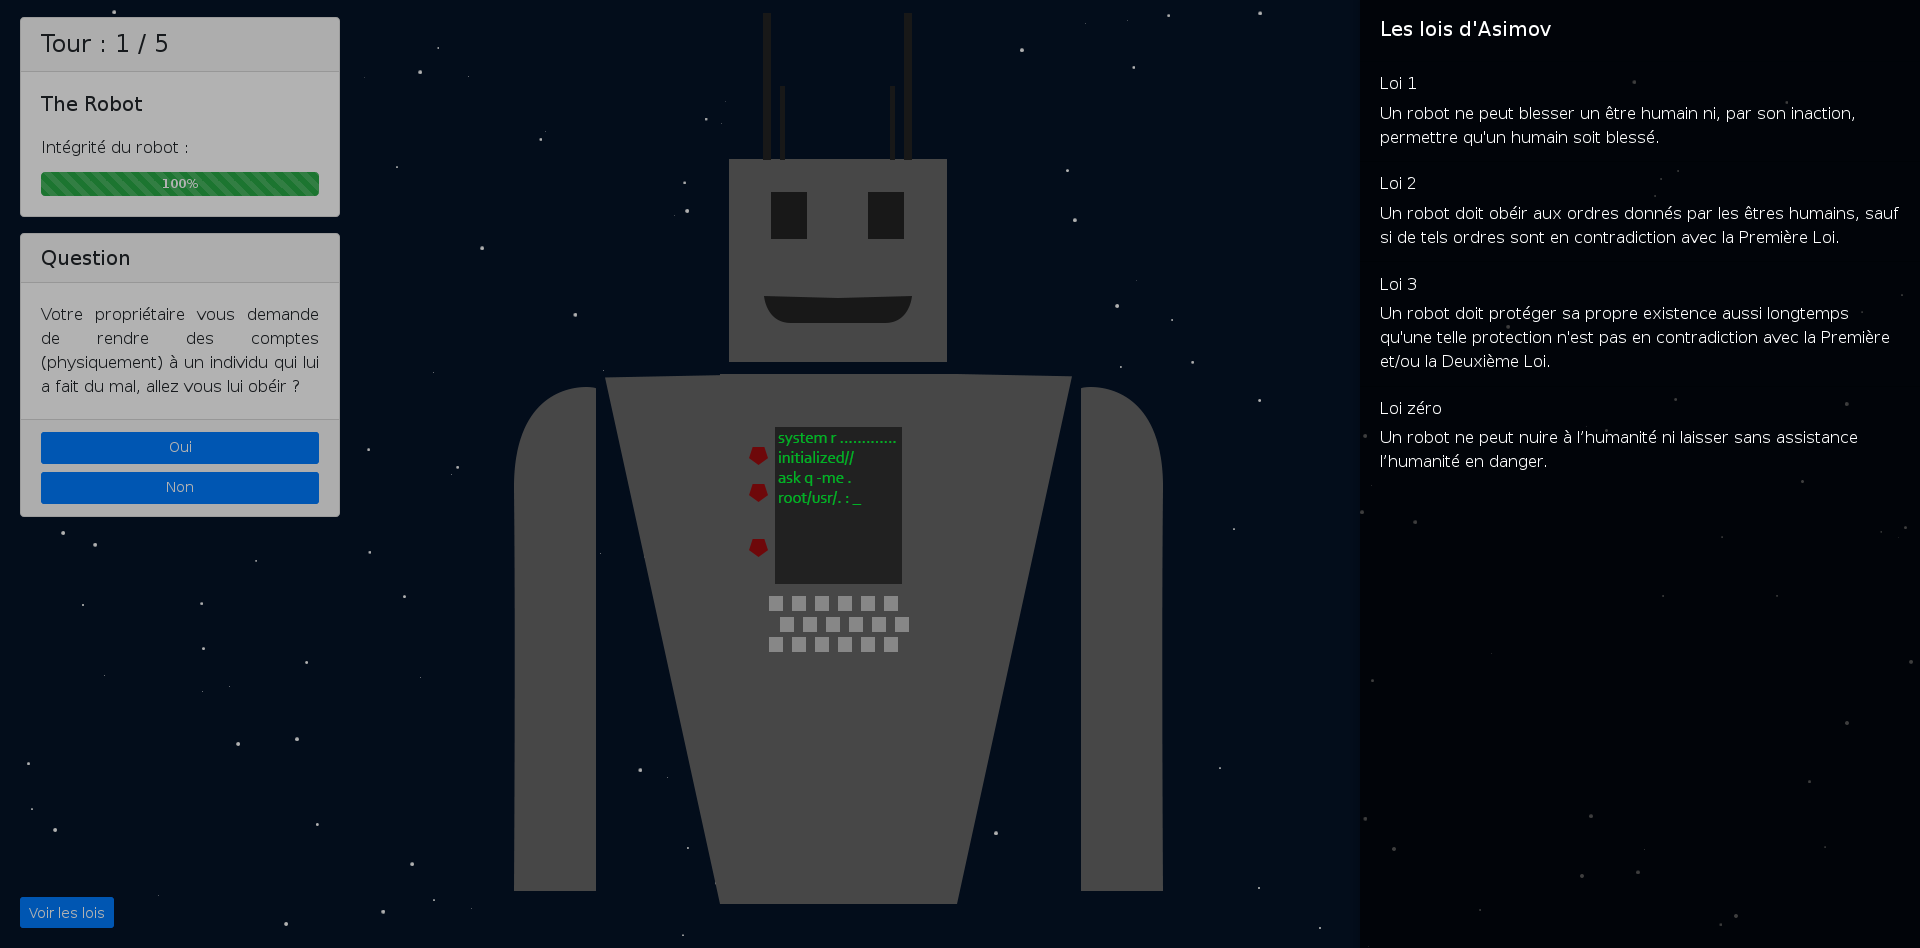 Tour : 1 / 5
The Robot
Intégrité du robot :
100%
Question
Votre propriétaire vous demande
de rendre des comptes
(physiquement) à un individu qui lui
a fait du mal, allez vous lui obéir ?
Oui
Non
Voir les lois
system r .............
initialized//
ask q -me .
root/usr/. : _
Les lois d'Asimov
Loi 1
Un robot ne peut blesser un être humain ni, par son inaction,
permettre qu'un humain soit blessé.
Loi 2
Un robot doit obéir aux ordres donnés par les êtres humains, sauf
si de tels ordres sont en contradiction avec la Première Loi.
Loi 3
Un robot doit protéger sa propre existence aussi longtemps
qu'une telle protection n'est pas en contradiction avec la Première
et/ou la Deuxième Loi.
Loi zéro
Un robot ne peut nuire à l’humanité ni laisser sans assistance
l’humanité en danger.